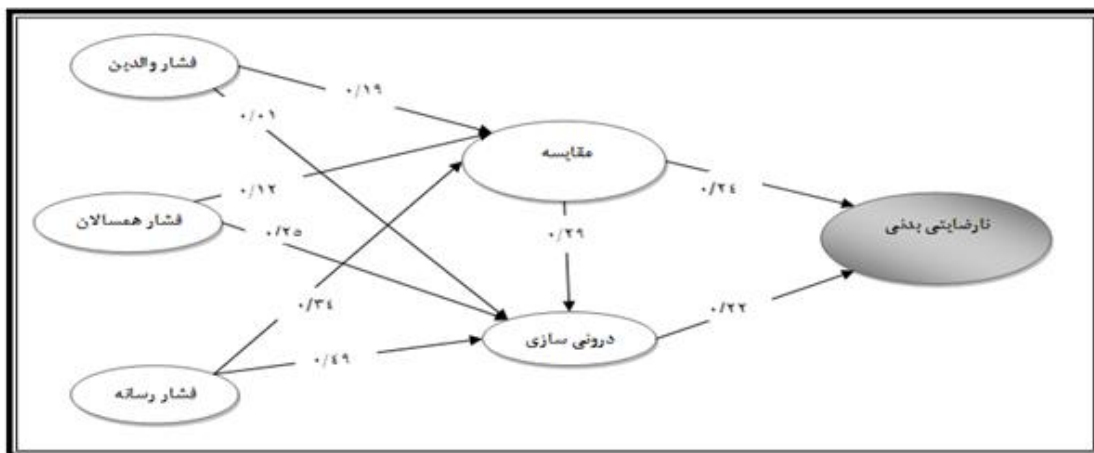 فشار والدین
۰/۱۹
۰/۰۱
مقایسه
۰/۱۲
۰/۲۴
فشار همسالان
۰/۲۵
۰/۲۹
نارضایتی بدنی
۰/۳۴
۰/۲۲
درونی سازی
۰/۴۹
فشار رسانه